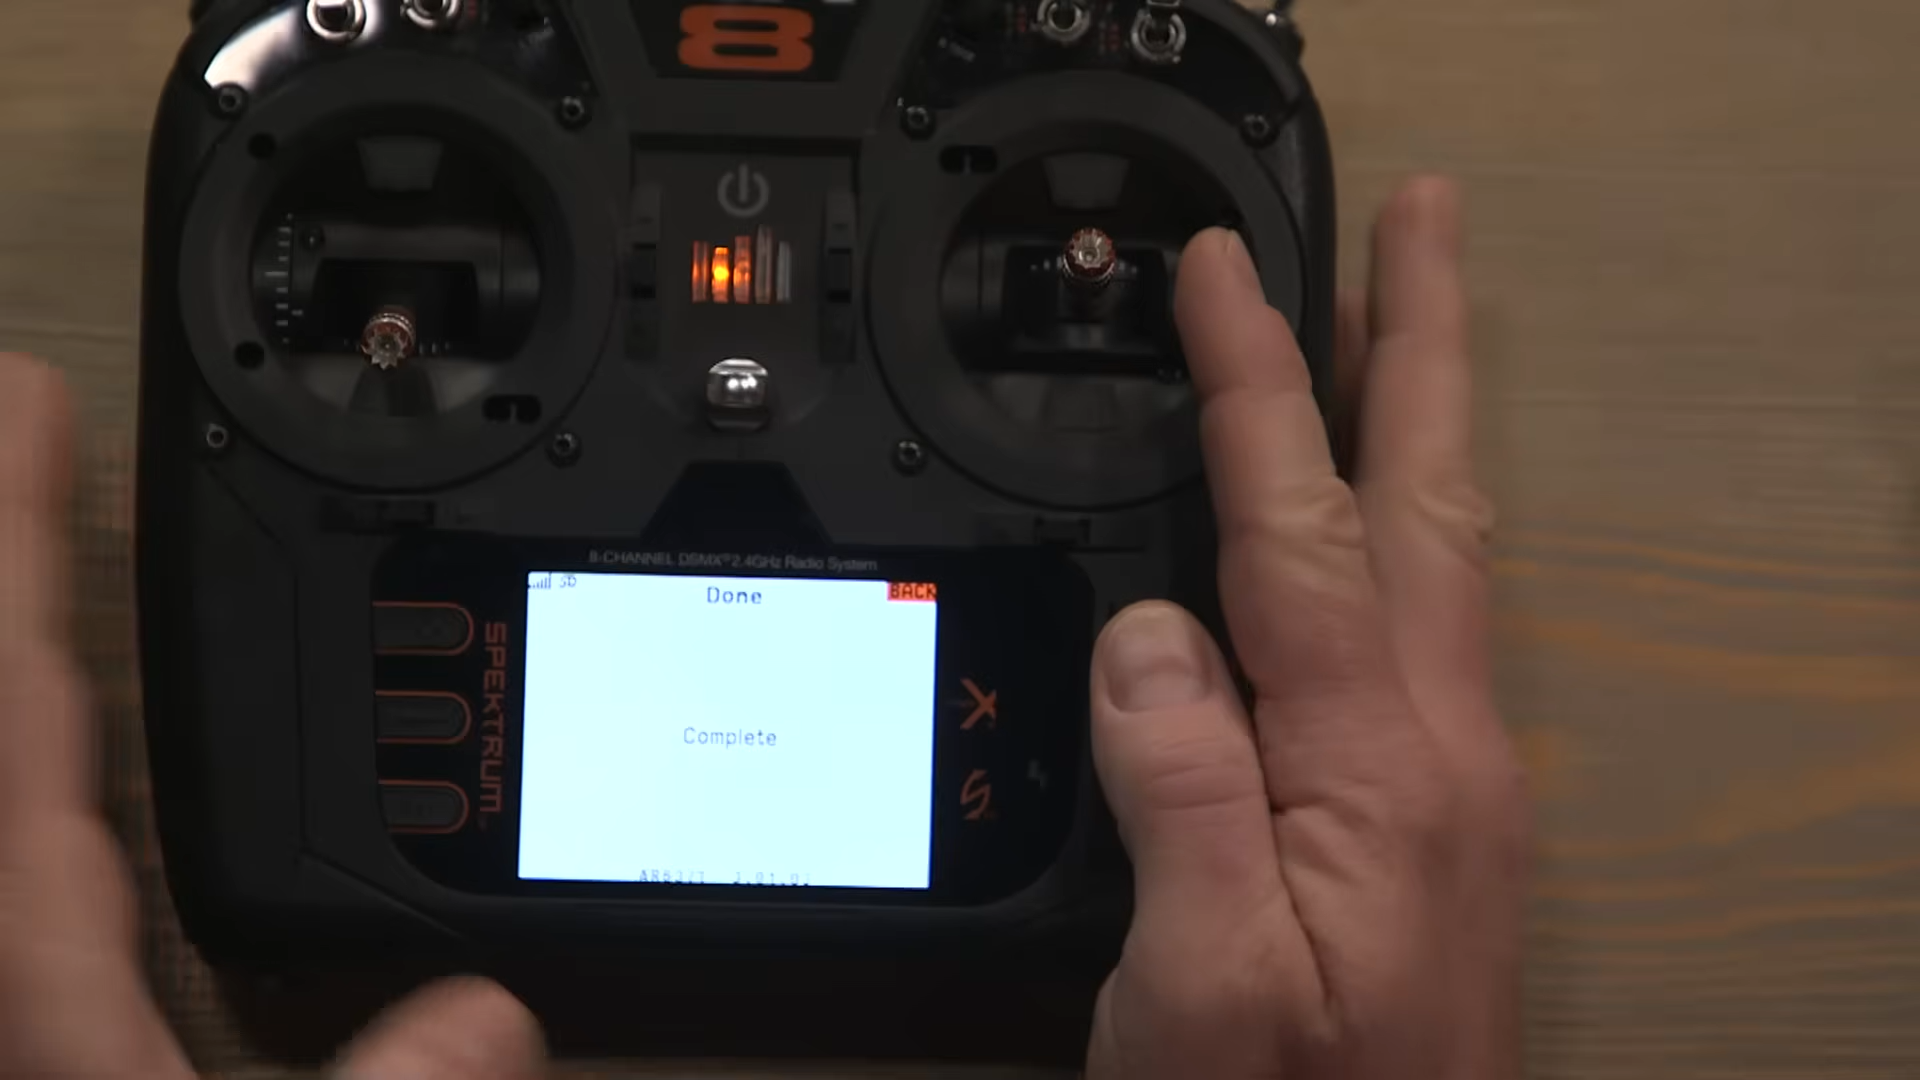 8
8-CHANNEL DSMX® 2.4GHz Radio System
Done
BACK
SPEKTRUM
Complete